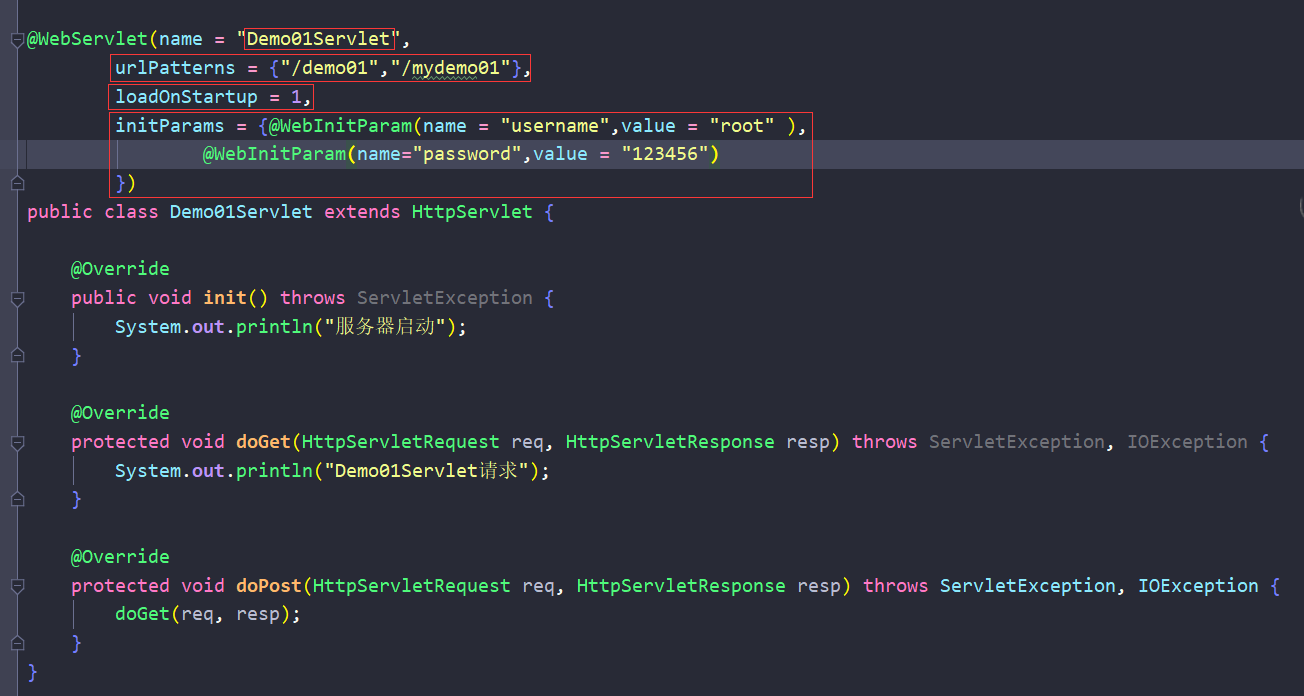 @WebServlet(name = "Demo01Servlet",
urlPatterns = {"/demo01","/mydemo01"},
loadOnStartup = 1,
initParams = {@WebInitParam(name = "username",value = "root" ),
@WebInitParam(name="password",value = "123456")
})
public class Demo01Servlet extends HttpServlet {
@Override
public void init() throws ServletException {
System.out.println("服务器启动");
}
@Override
protected void doGet(HttpServletRequest req, HttpServletResponse resp) throws ServletException, IOException {
System.out.println("Demo01Servlet请求");
}
@Override
protected void doPost(HttpServletRequest req, HttpServletResponse resp) throws ServletException, IOException {
doGet(req, resp);
}
}